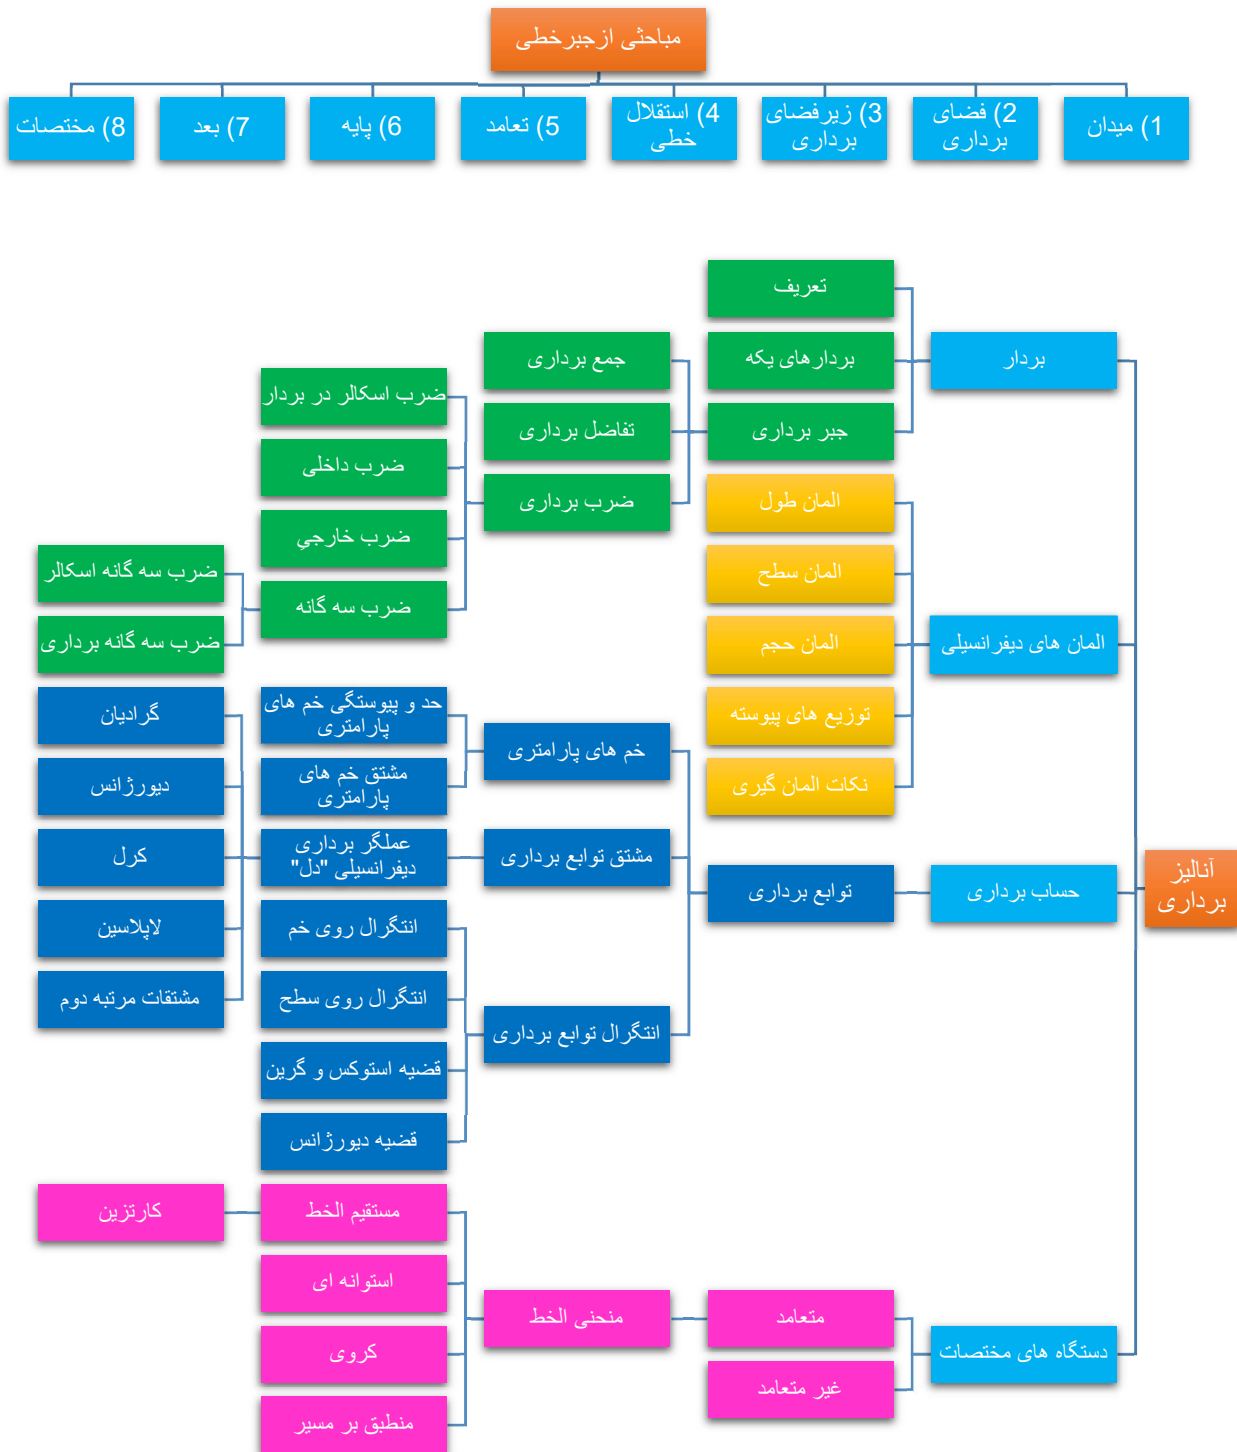 مباحثی ازجبرخطی
1) میدان
2) فضای
برداری
3) زیرفضای
برداری
4) استقلال
خطی
5) تعامد
6) پایه
7) بعد
8) مختصات
آنالیز
برداری
بردار
تعریف
بردارهای یکه
جبر برداری
جمع برداری
تفاضل برداری
ضرب برداری
ضرب اسکالر در بردار
ضرب داخلی
ضرب خارجیِ
ضرب سه گانه
ضرب سه گانه اسکالر
ضرب سه گانه برداری
المان های دیفرانسیلی
المان طول
المان سطح
المان حجم
توزیع های پیوسته
نکات المان گیری
حساب برداری
توابع برداری
خم های پارامتری
حد و پیوستگی خم های
پارامتری
مشتق خم های
پارامتری
مشتق توابع برداری
عملگر برداری
دیفرانسیلی "دل"
گرادیان
دیورژانس
کرل
لاپلاسین
مشتقات مرتبه دوم
انتگرال توابع برداری
انتگرال روی خم
انتگرال روی سطح
قضیه استوکس و گرین
قضیه دیورژانس
دستگاه های مختصات
متعامد
منحنی الخط
مستقیم الخط
کارتزین
استوانه ای
کروی
منطبق بر مسیر
غیر متعامد